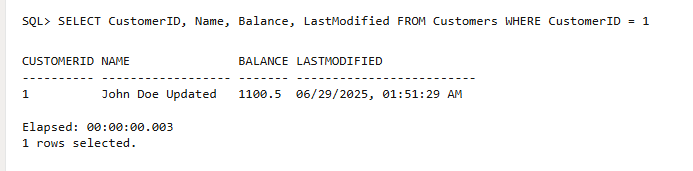 SQL> SELECT CustomerID, Name, Balance, LastModified FROM Customers WHERE CustomerID = 1
CUSTOMERID NAME              BALANCE LASTMODIFIED
---------- ----------------- ------- ------------------------
1          John Doe Updated  1100.5  06/29/2025, 01:51:29 AM
Elapsed: 00:00:00.003
1 rows selected.